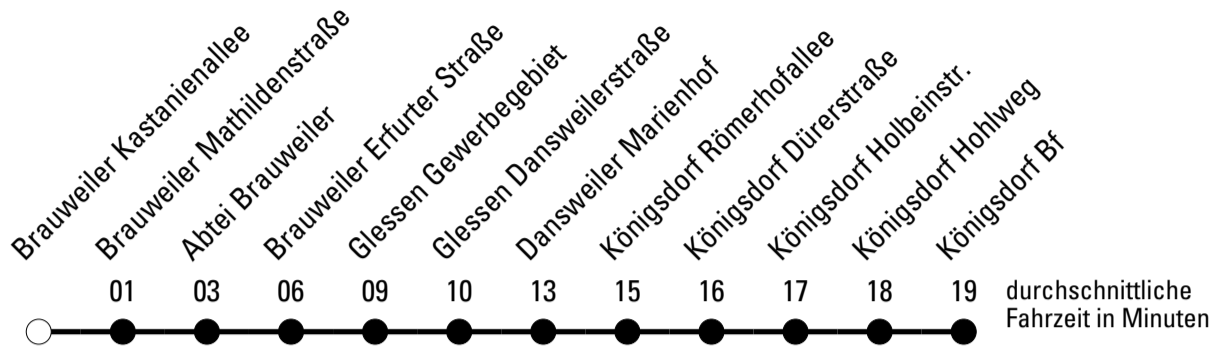 Brauweiler Kastanienallee
Brauweiler Mathildenstraße
Abtei Brauweiler
Brauweiler Erfurter Straße
Glessen Gewerbegebiet
Glessen Dansweilerstraße
Dansweiler Marienhof
Königsdorf Römerhofallee
Königsdorf Dürerstraße
Königsdorf Holbeinstr.
Königsdorf Hohlweg
Königsdorf Bf
01 03 06 09 10 13 15 16 17 18 19
durchschnittliche
Fahrzeit in Minuten